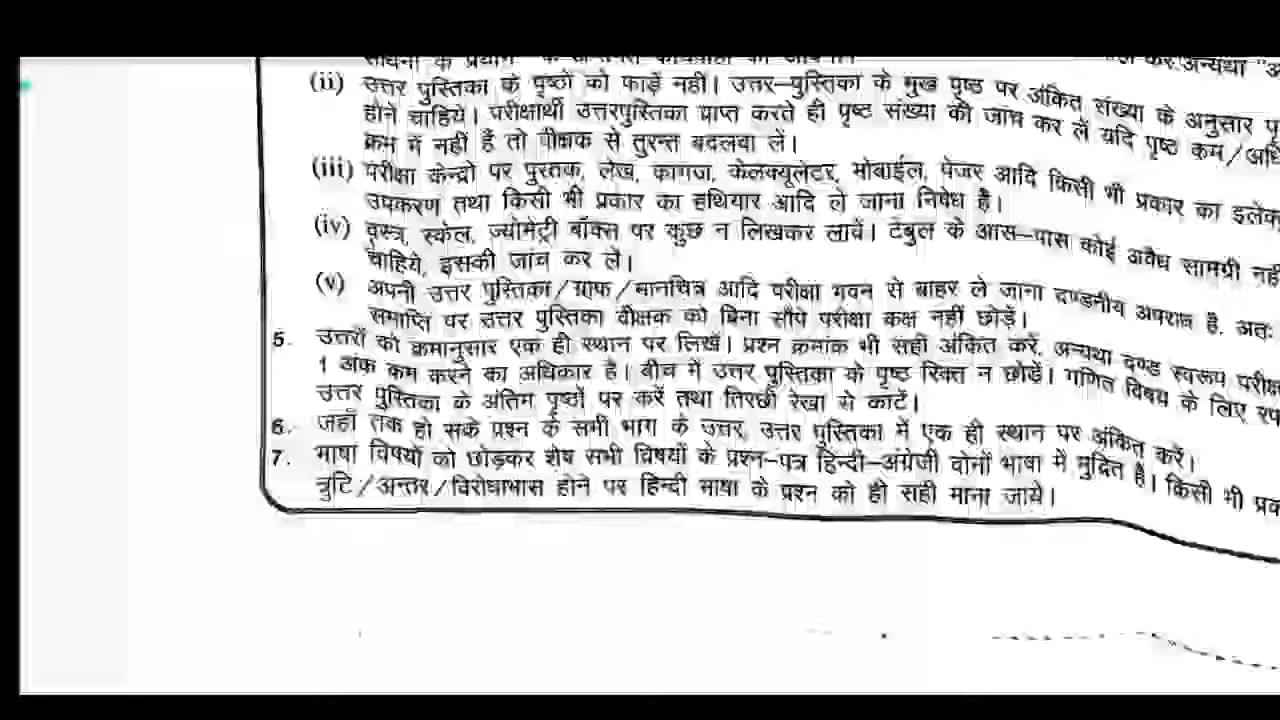 कर अन्यथा
(ii) उत्तर पुस्तिका के पृष्ठों को फाड़ें नहीं। उत्तर–पुस्तिका के मुख पृष्ठ पर अंकित संख्या के अनुसार
होने चाहिये। परीक्षार्थी उत्तरपुस्तिका प्राप्त करते ही पृष्ठ संख्या की जांच कर लें यदि पृष्ठ कम/
क्रम में नहीं हैं तो वीक्षक से तुरन्त बदलवा लें।
(iii) परीक्षा केन्द्रों पर पुस्तक, लेख, कागज, केलक्यूलेटर, मोबाईल, पेजर आदि किसी भी प्रकार का
उपकरण तथा किसी भी प्रकार का हथियार आदि ले जाना निषेध है।
(iv) वस्त्र, स्केल, ज्योमेट्री बॉक्स पर कुछ न लिखकर लावें। टेबुल के आस–पास कोई अवैध सामग्री नहीं
चाहिये, इसकी जांच कर लें।
(v) अपनी उत्तर पुस्तिका/ग्राफ/मानचित्र आदि परीक्षा भवन से बाहर ले जाना दण्डनीय अपराध है, अतः
समाप्ति पर उत्तर पुस्तिका वीक्षक को बिना सौंपे परीक्षा कक्ष नहीं छोड़ें।
5. उत्तरों को क्रमानुसार एक ही स्थान पर लिखें। प्रश्न क्रमांक भी सही अंकित करें, अन्यथा दण्ड स्वरूप
1 अंक कम करने का अधिकार है। बीच में उत्तर पुस्तिका के पृष्ठ रिक्त न छोड़ें। गणित विषय के लिए
उत्तर पुस्तिका के अंतिम पृष्ठों पर करें तथा तिरछी रेखा से काटें।
6. जहाँ तक हो सके प्रश्न के सभी भाग के उत्तर, उत्तर पुस्तिका में एक ही स्थान पर अंकित करें।
7. भाषा विषयों को छोड़कर शेष सभी विषयों के प्रश्न–पत्र हिन्दी–अंग्रेजी दोनों भाषा में मुद्रित है। किसी भी
त्रुटि/अन्तर/विरोधाभास होने पर हिन्दी भाषा के प्रश्न को ही सही माना जाये।